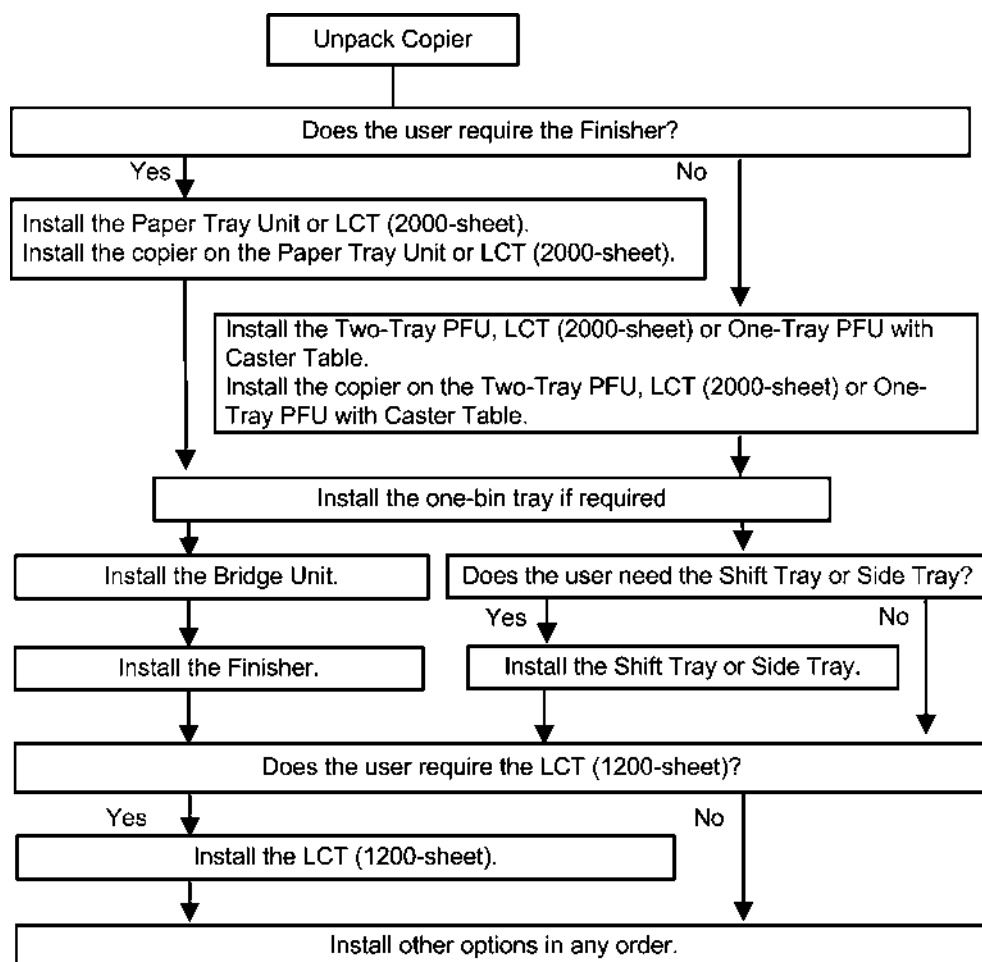 Unpack Copier
Does the user require the Finisher?
Yes
No
Install the Paper Tray Unit or LCT (2000-sheet).
Install the copier on the Paper Tray Unit or LCT (2000-sheet).
Install the Two-Tray PFU, LCT (2000-sheet) or One-Tray PFU with
Caster Table.
Install the copier on the Two-Tray PFU, LCT (2000-sheet) or One-
Tray PFU with Caster Table.
Install the one-bin tray if required
Install the Bridge Unit.
Does the user need the Shift Tray or Side Tray?
Yes
No
Install the Finisher.
Install the Shift Tray or Side Tray.
Does the user require the LCT (1200-sheet)?
Yes
No
Install the LCT (1200-sheet).
Install other options in any order.